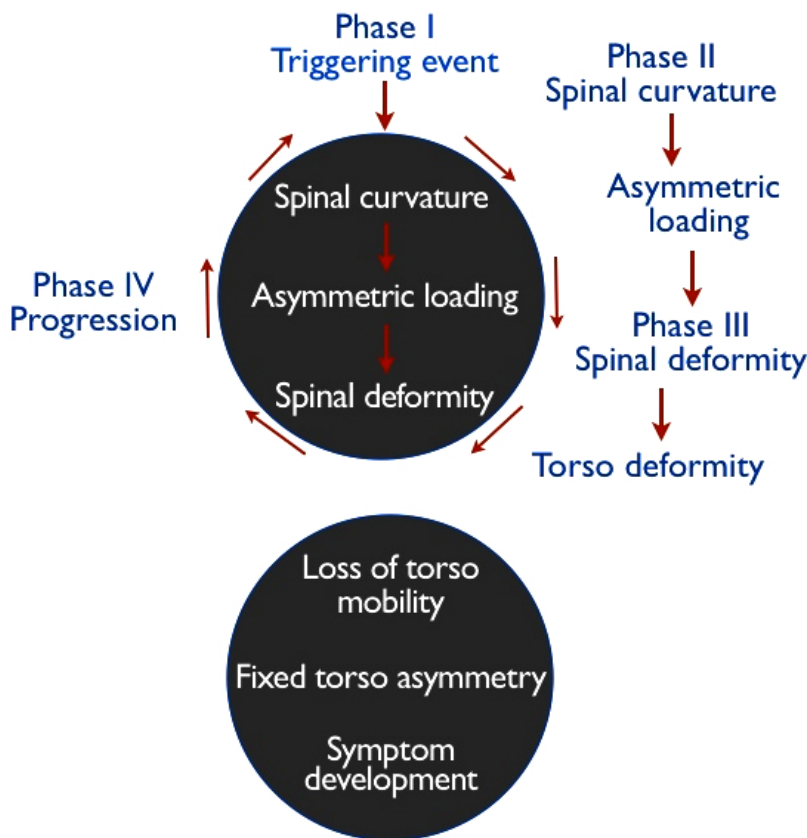 Phase I
Triggering event
Phase II
Spinal curvature
Asymmetric
loading
Phase III
Spinal deformity
Torso deformity
Phase IV
Progression
Spinal curvature
Asymmetric loading
Spinal deformity
Loss of torso
mobility
Fixed torso asymmetry
Symptom
development